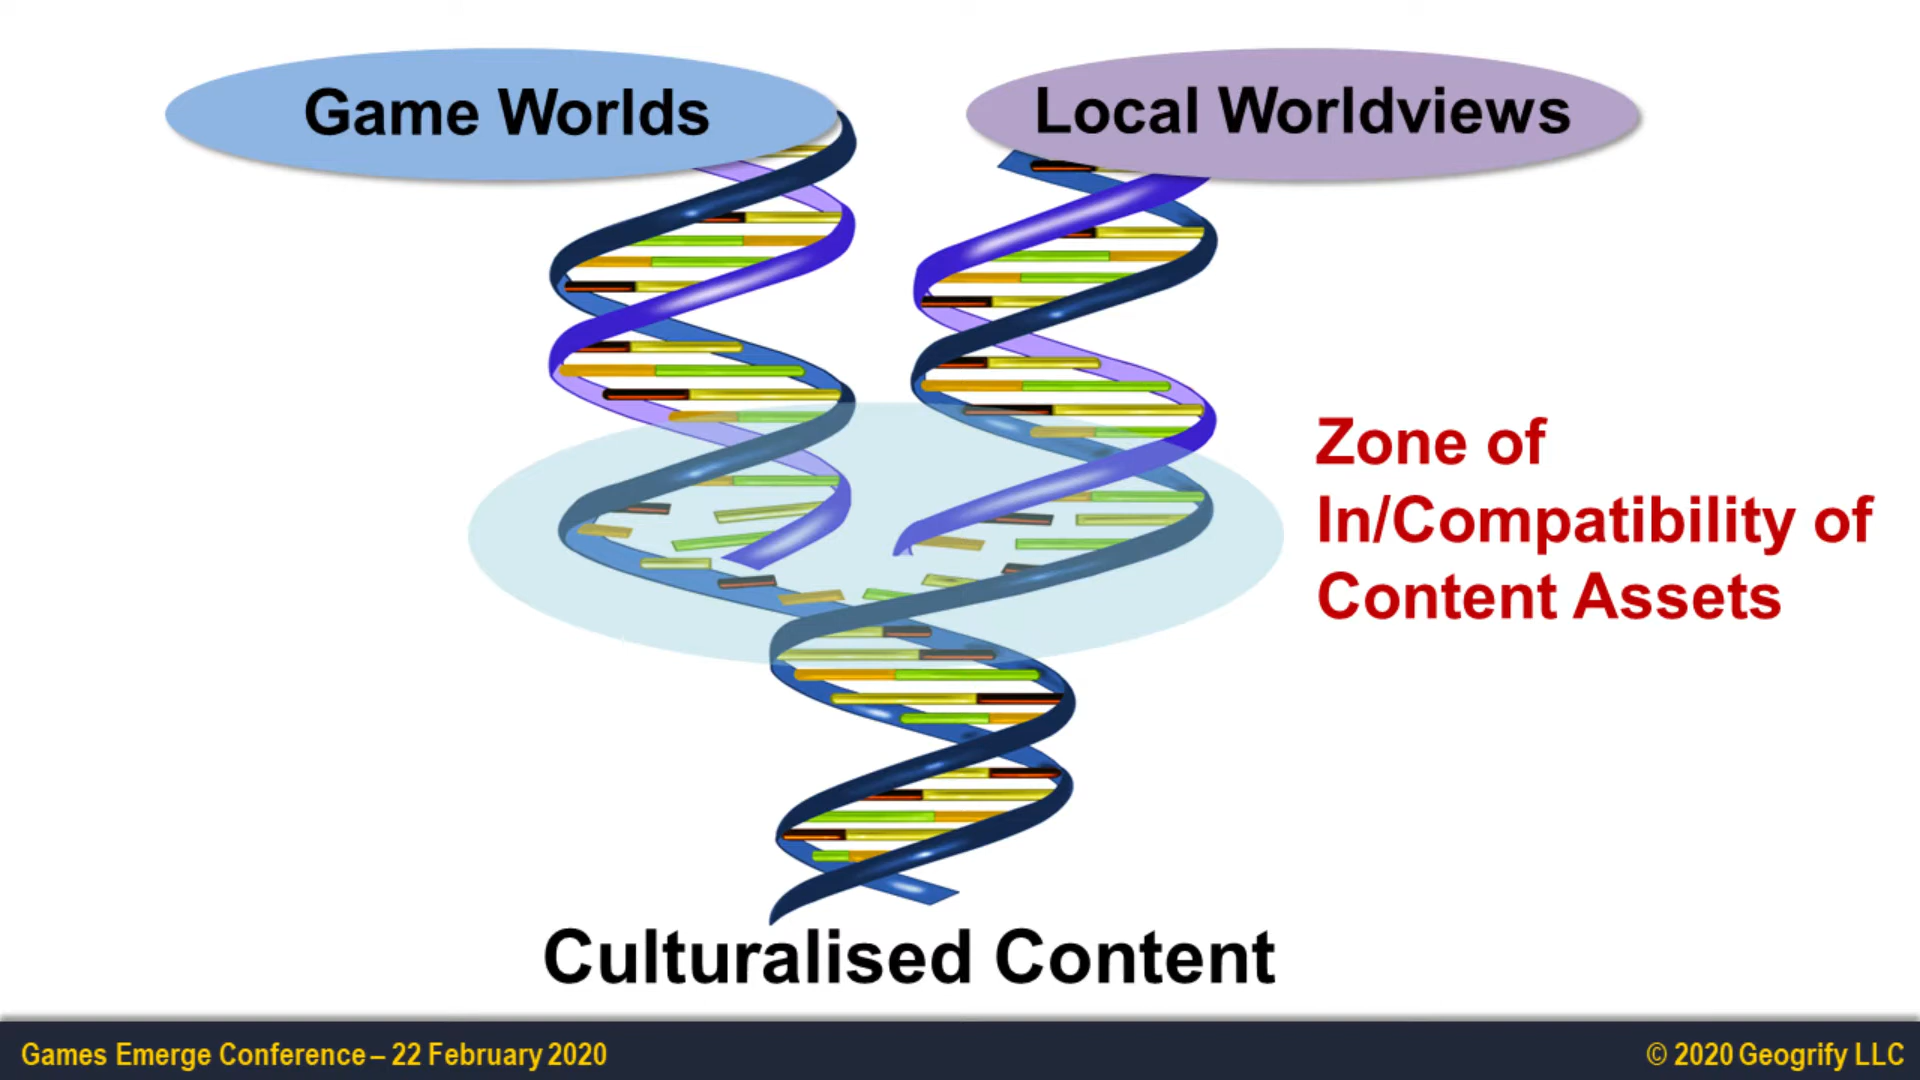 Game Worlds
Local Worldviews
Zone of
In/Compatibility of
Content Assets
Culturalised Content
Games Emerge Conference – 22 February 2020
© 2020 Geogrify LLC